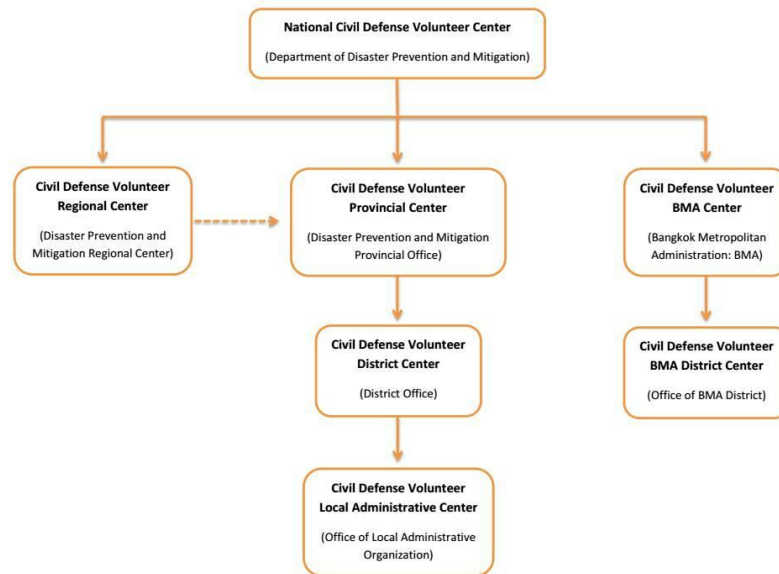 National Civil Defense Volunteer Center
(Department of Disaster Prevention and Mitigation)
Civil Defense Volunteer
Regional Center
(Disaster Prevention and
Mitigation Regional Center)
Civil Defense Volunteer
Provincial Center
(Disaster Prevention and Mitigation
Provincial Office)
Civil Defense Volunteer
BMA Center
(Bangkok Metropolitan
Administration: BMA)
Civil Defense Volunteer
District Center
(District Office)
Civil Defense Volunteer
BMA District Center
(Office of BMA District)
Civil Defense Volunteer
Local Administrative Center
(Office of Local Administrative
Organization)